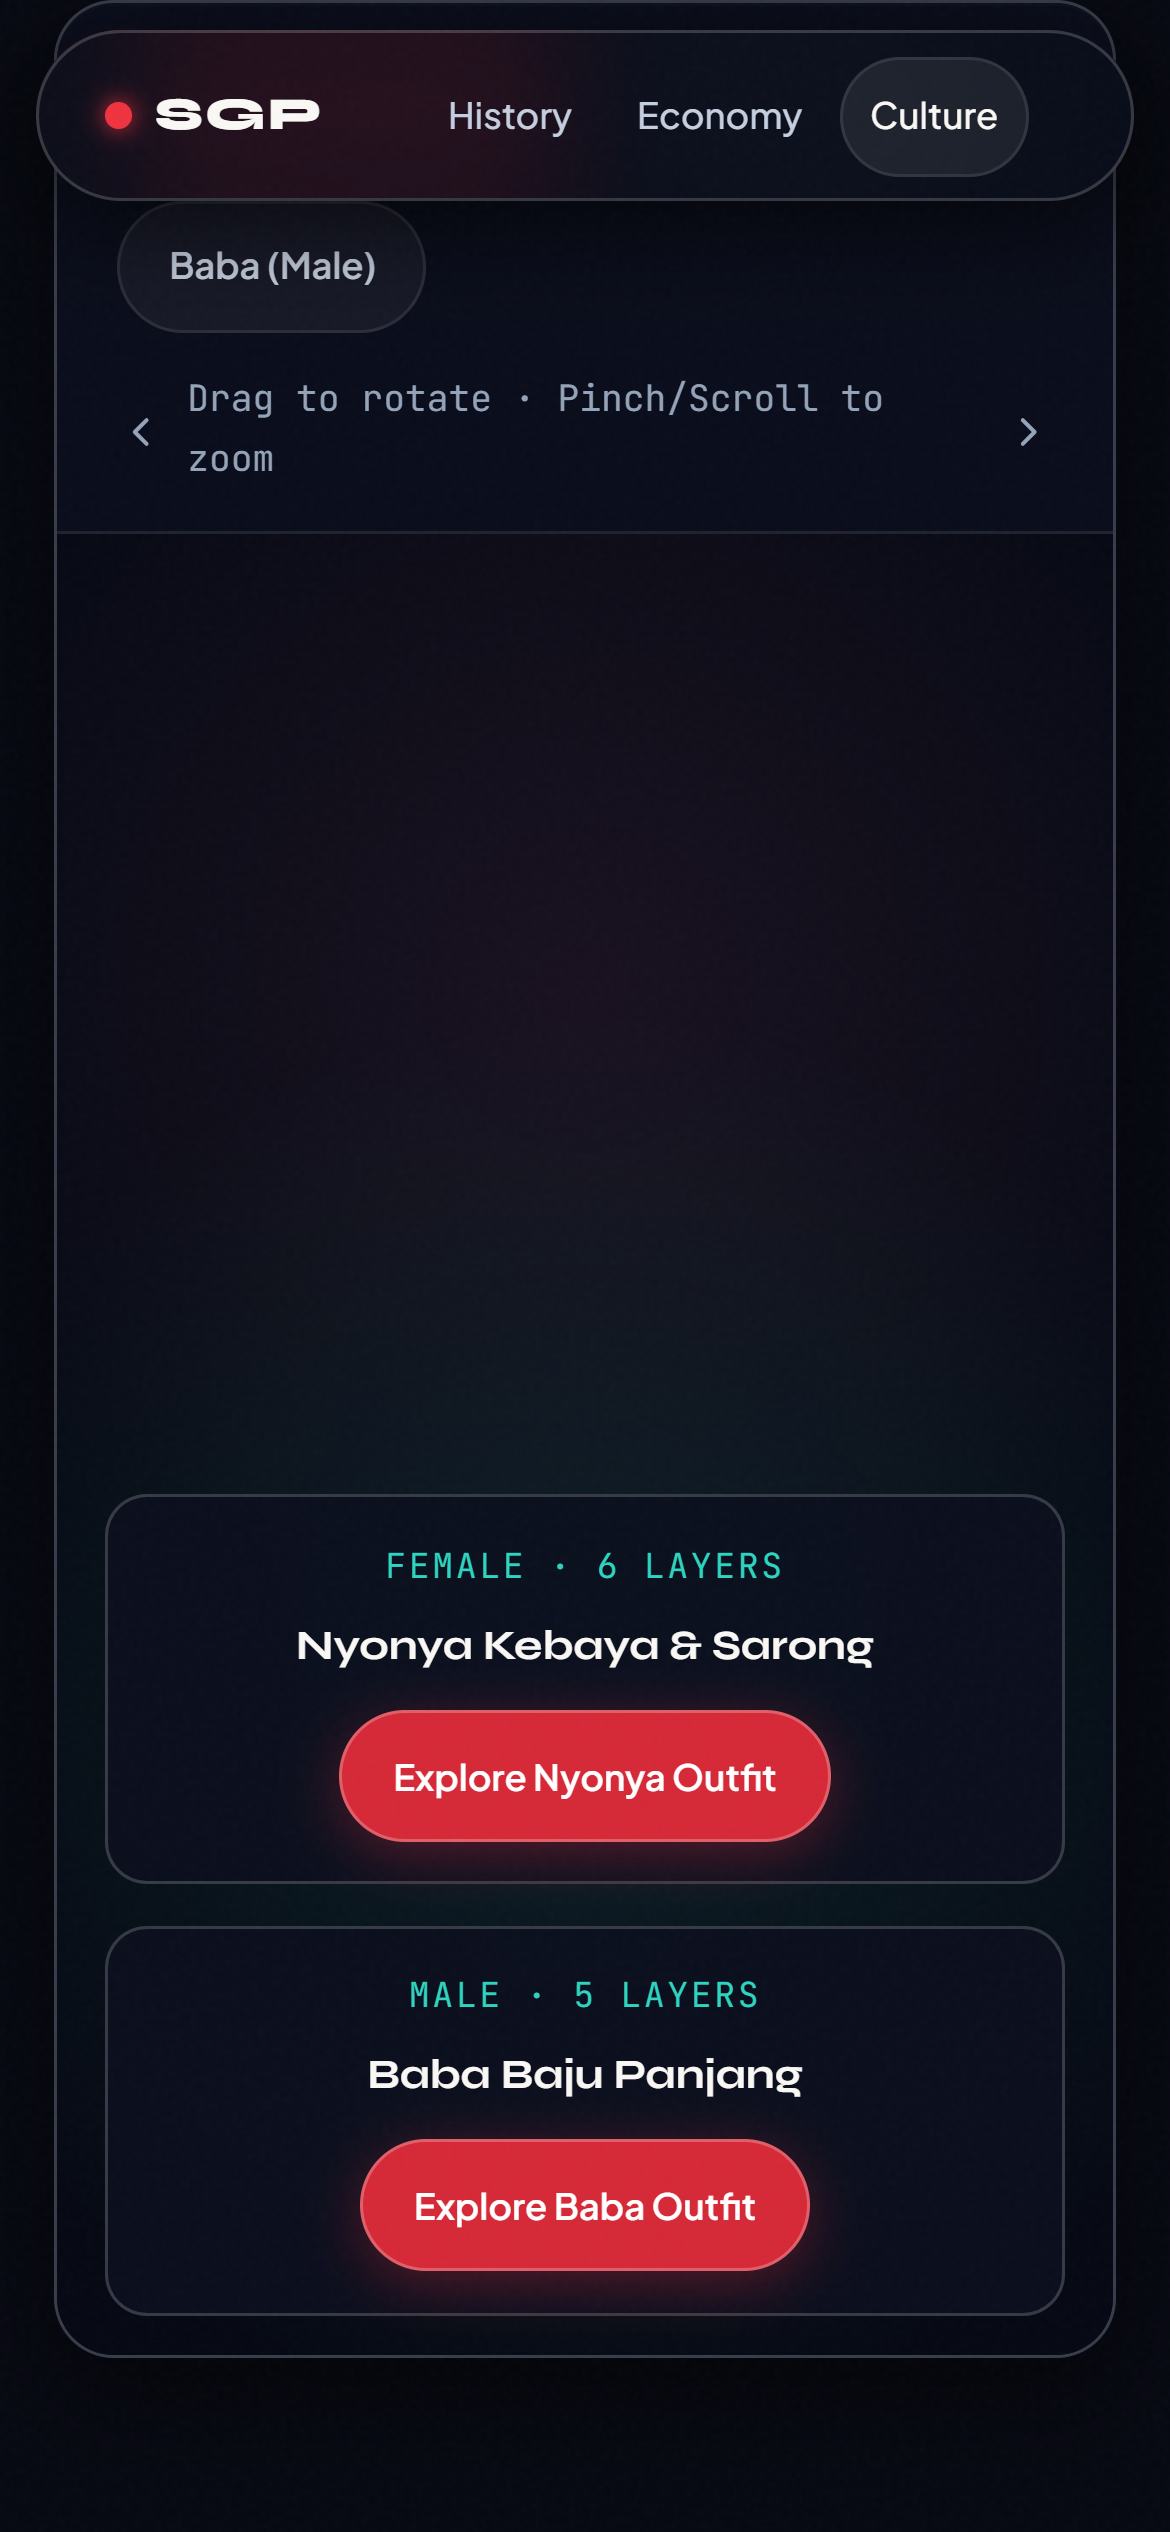 SGP
History
Economy
Culture
Baba (Male)
Drag to rotate · Pinch/Scroll to
zoom
FEMALE · 6 LAYERS
Nyonya Kebaya & Sarong
Explore Nyonya Outfit
MALE · 5 LAYERS
Baba Baju Panjang
Explore Baba Outfit